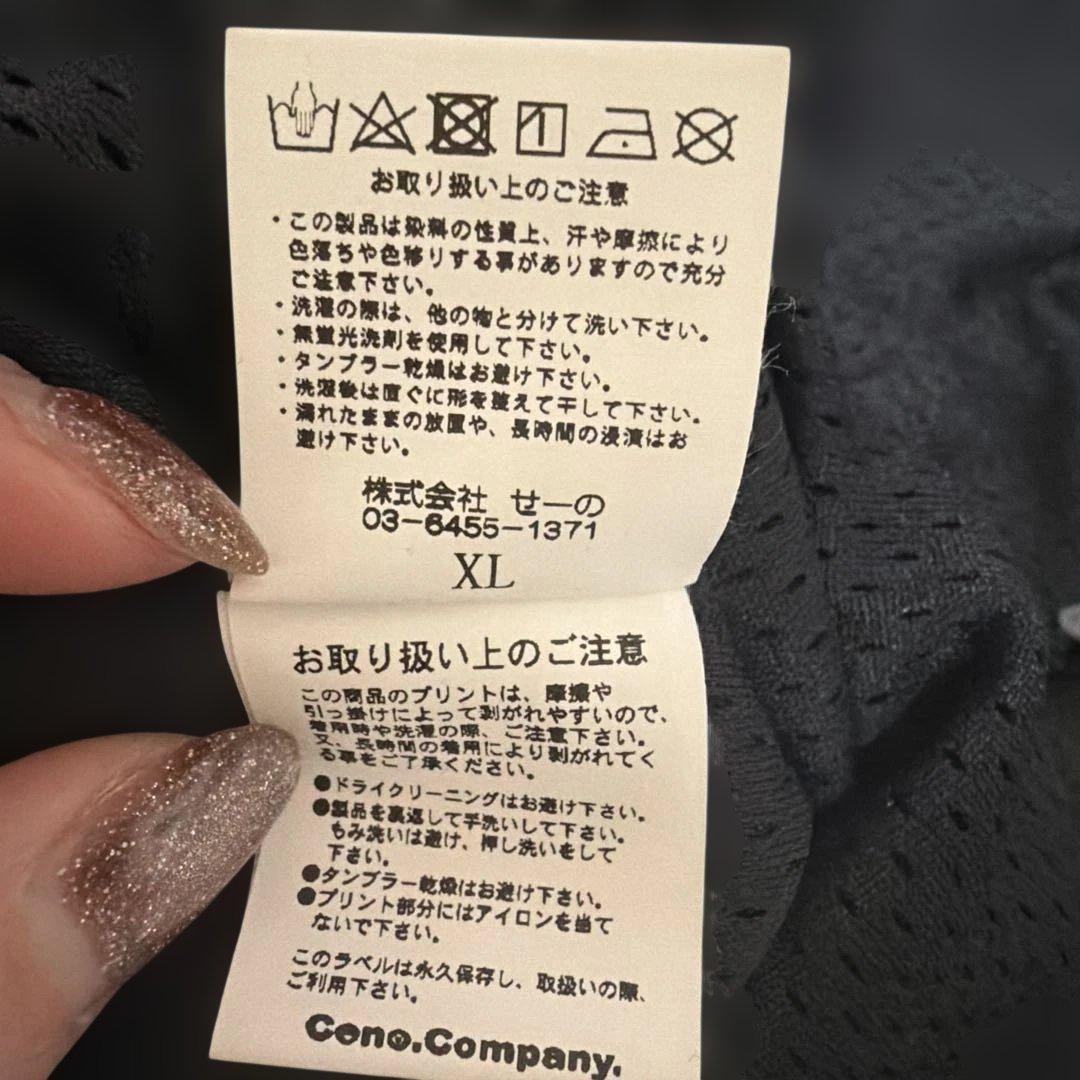 お取り扱い上のご注意
・この製品は染料の性質上、汗や摩擦により
色落ちや色移りする事がありますので充分
ご注意下さい。
・洗濯の際は、他の物と分けて洗い下さい。
・無蛍光洗剤を使用して下さい。
・タンブラー乾燥はお避け下さい。
・洗濯後は直ぐに形を整えて干して下さい。
・濡れたままの放置や、長時間の浸漬はお
避け下さい。
株式会社 せーの
03-6455-1371
XL
お取り扱い上のご注意
この商品のプリントは、摩擦や
引っ掛けによって剥がれやすいので、
着用時や洗濯の際、ご注意下さい。
又、長時間の着用により剥がれてく
る事をご了承ください。
●ドライクリーニングはお避け下さい。
●製品を裏返して手洗いして下さい。
もみ洗いは避け、押し洗いをして
下さい。
●タンブラー乾燥はお避け下さい。
●プリント部分にはアイロンを当て
ないで下さい。
このラベルは永久保存し、取扱いの際、
ご利用下さい。
Ceno.Company.